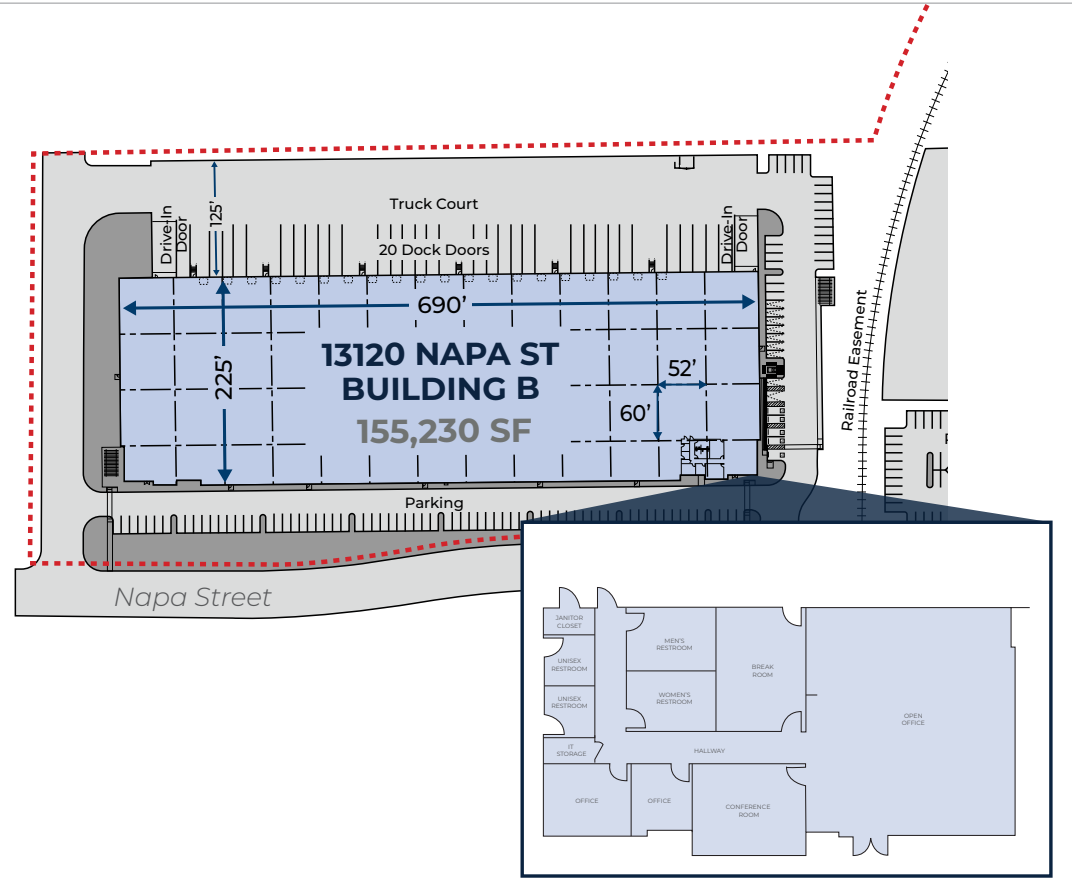 Truck Court
125'
Drive-In
Door
20 Dock Doors
Drive-In
Door
690'
225'
13120 NAPA ST
BUILDING B
155,230 SF
52'
60'
Railroad Easement
Parking
Napa Street
JANITOR
CLOSET
UNISEX
RESTROOM
UNISEX
RESTROOM
IT
STORAGE
MEN'S
RESTROOM
WOMEN'S
RESTROOM
BREAK
ROOM
HALLWAY
OPEN
OFFICE
OFFICE
OFFICE
CONFERENCE
ROOM